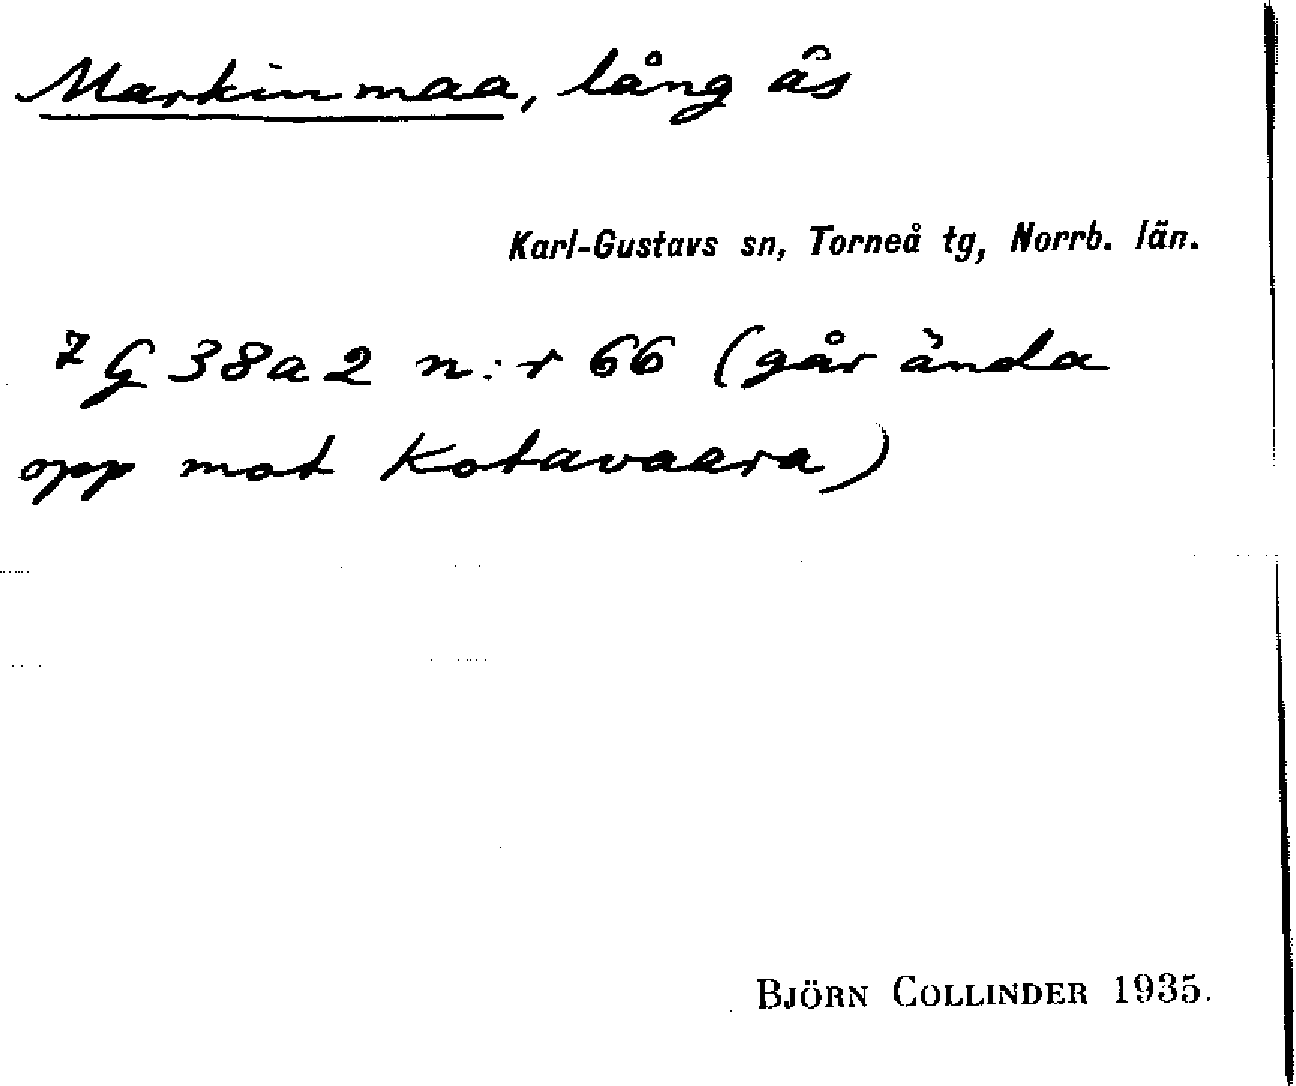 Markinmaa, lång ås
Karl-Gustavs sn, Torneå tg, Norrb. län.
7 G 38a2 n:r 66 (går ända
opp mot Kotavaara)
BJÖRN COLLINDER 1935.